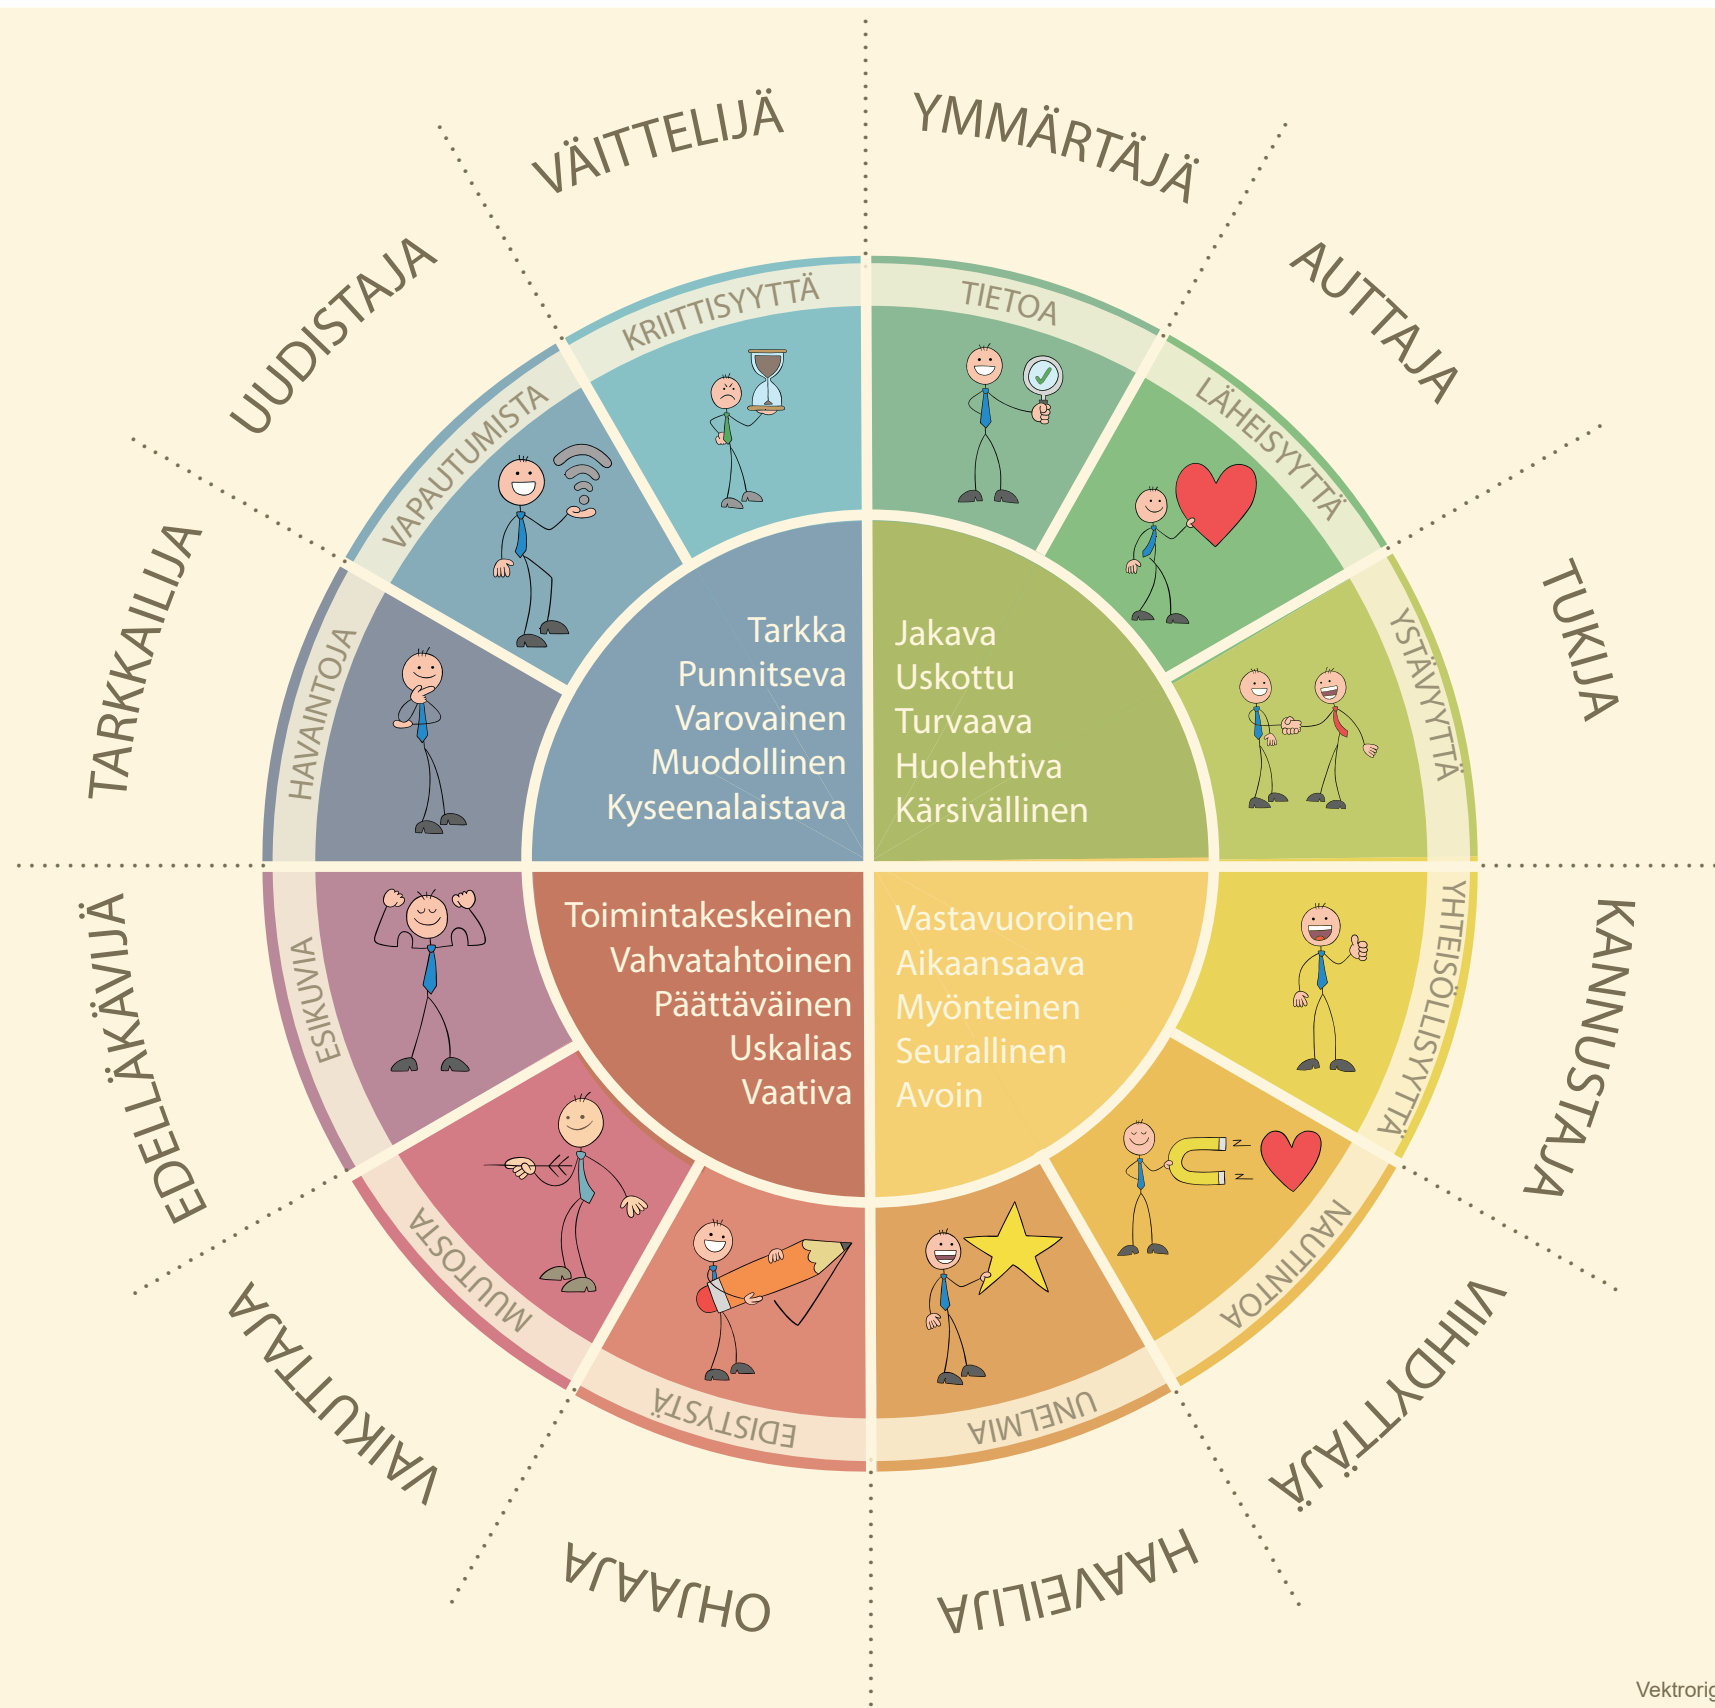 YMMÄRTÄJÄ
AUTTAJA
TUKIJA
KANNUSTAJA
VIIHDYTTÄJÄ
HAAVEILIJA
OHJAAJA
VAIKUTTAJA
EDELLÄKÄVIJÄ
TARKKAILIJA
UUDISTAJA
VÄITTELIJÄ
TIETOA
LÄHEISYYTTÄ
YSTÄVYYTTÄ
YHTEISÖLLISYYTTÄ
NAUTINTOA
UNELMIA
EDISTYSTÄ
MUUTOSTA
ESIKUVIA
HAVAINTOJA
VAPAUTUMISTA
KRIITTISYYTTÄ
Tarkka
Punnitseva
Varovainen
Muodollinen
Kyseenalaistava
Jakava
Uskottu
Turvaava
Huolehtiva
Kärsivällinen
Toimintakeskeinen
Vahvatahtoinen
Päättäväinen
Uskalias
Vaativa
Vastavuoroinen
Aikaansaava
Myönteinen
Seurallinen
Avoin
Vektrorig